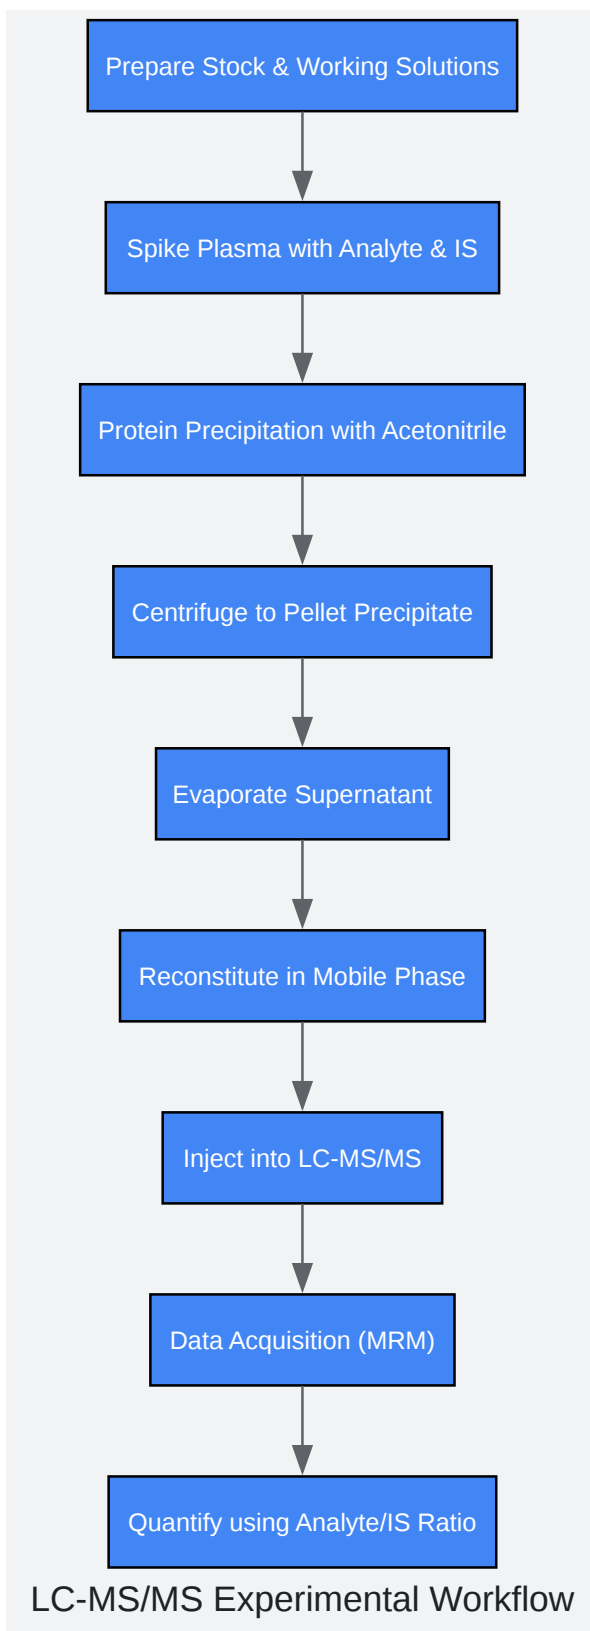 Prepare Stock & Working Solutions
Spike Plasma with Analyte & IS
Protein Precipitation with Acetonitrile
Centrifuge to Pellet Precipitate
Evaporate Supernatant
Reconstitute in Mobile Phase
Inject into LC-MS/MS
Data Acquisition (MRM)
Quantify using Analyte/IS Ratio
LC-MS/MS Experimental Workflow